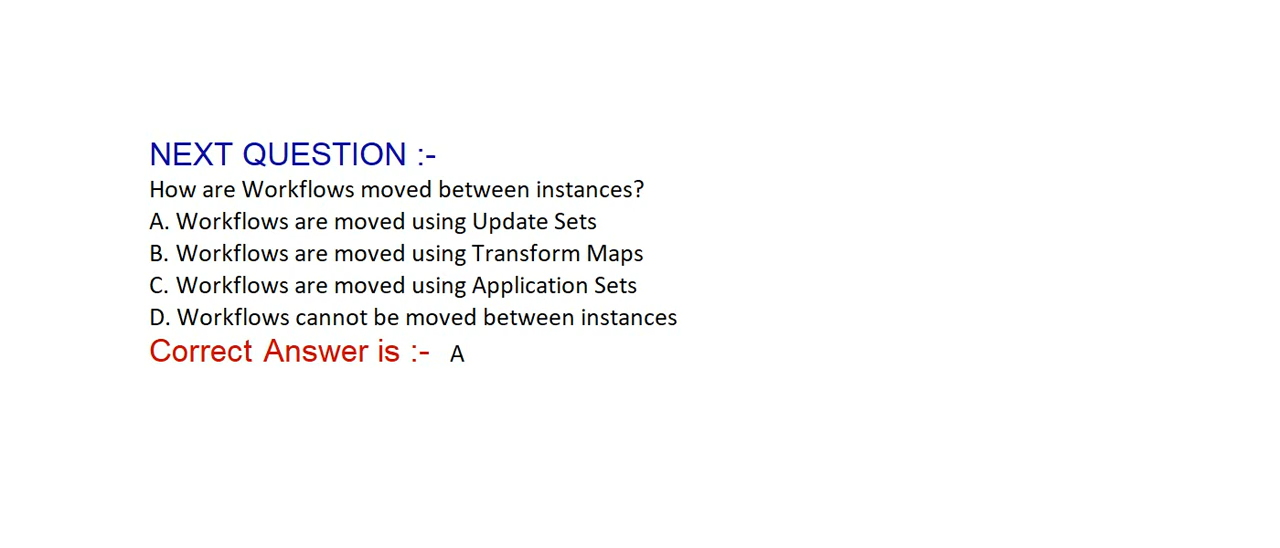 NEXT QUESTION :-
How are Workflows moved between instances?
A. Workflows are moved using Update Sets
B. Workflows are moved using Transform Maps
C. Workflows are moved using Application Sets
D. Workflows cannot be moved between instances
Correct Answer is :- A